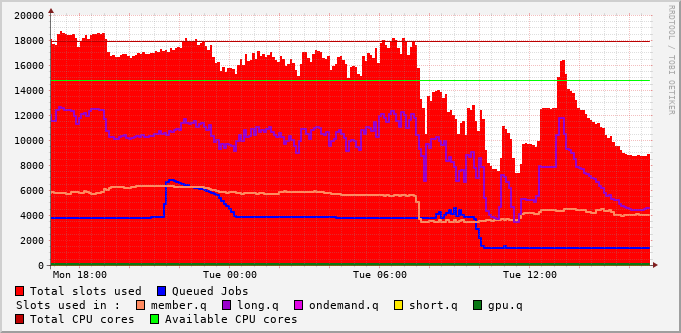 20000
18000
16000
14000
12000
10000
8000
6000
4000
2000
0
Mon 18:00 Tue 00:00 Tue 06:00 Tue 12:00
RRDTOOL / TOBI OETIKER
Total slots used Queued Jobs
Slots used in : member.q long.q ondemand.q short.q gpu.q
Total CPU cores Available CPU cores